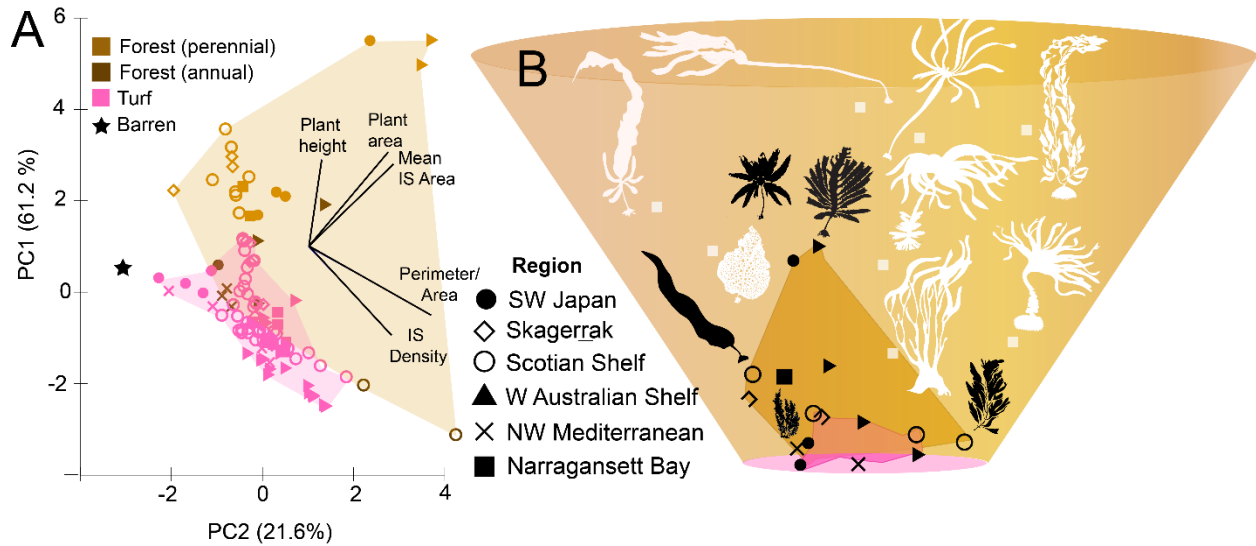 A
B
Forest (perennial)
Forest (annual)
Turf
Barren
6
4
2
0
-2
PC1 (61.2 %)
Plant
height
Plant
area
Mean
IS Area
Perimeter/
Area
IS
Density
-2
0
2
4
PC2 (21.6%)
Region
SW Japan
Skagerrak
Scotian Shelf
W Australian Shelf
NW Mediterranean
Narragansett Bay